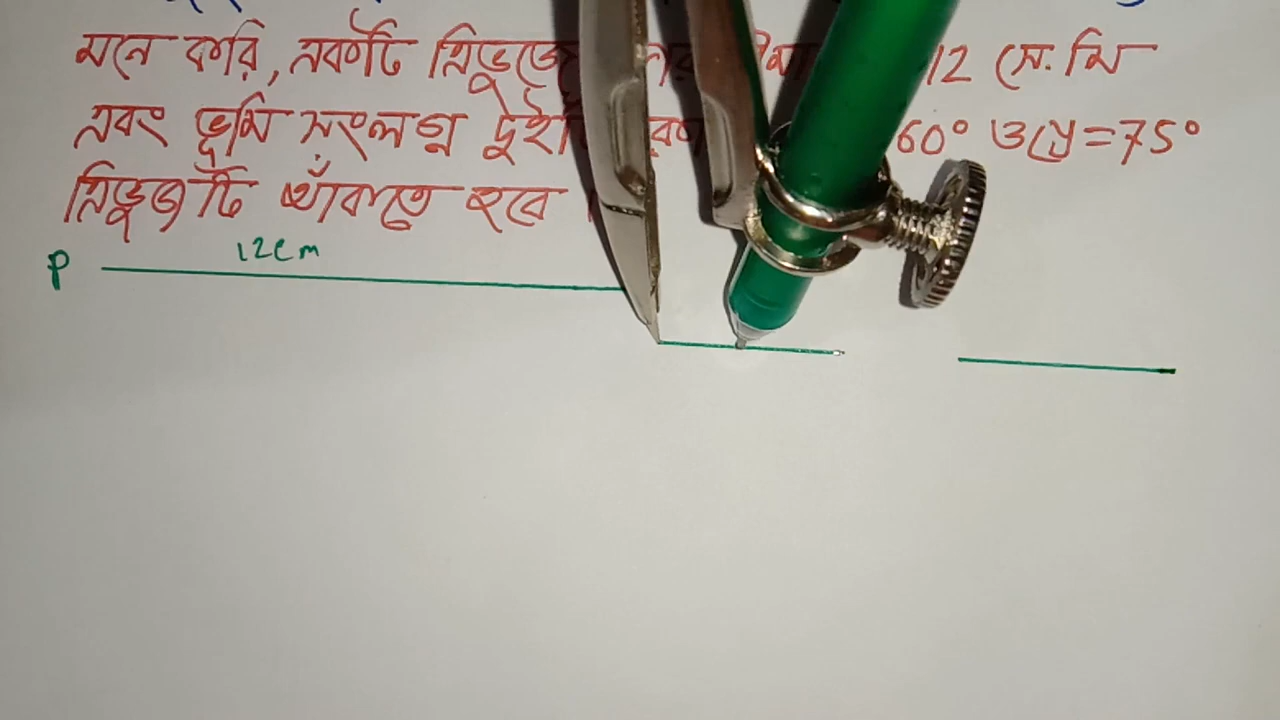 মনে করি, একটি ত্রিভুজে 12 সে. মি
এবং ভূমি সংলগ্ন দুইটি 60° ও ∠y=75°
ত্রিভুজটি আঁকতে হবে
12cm
P